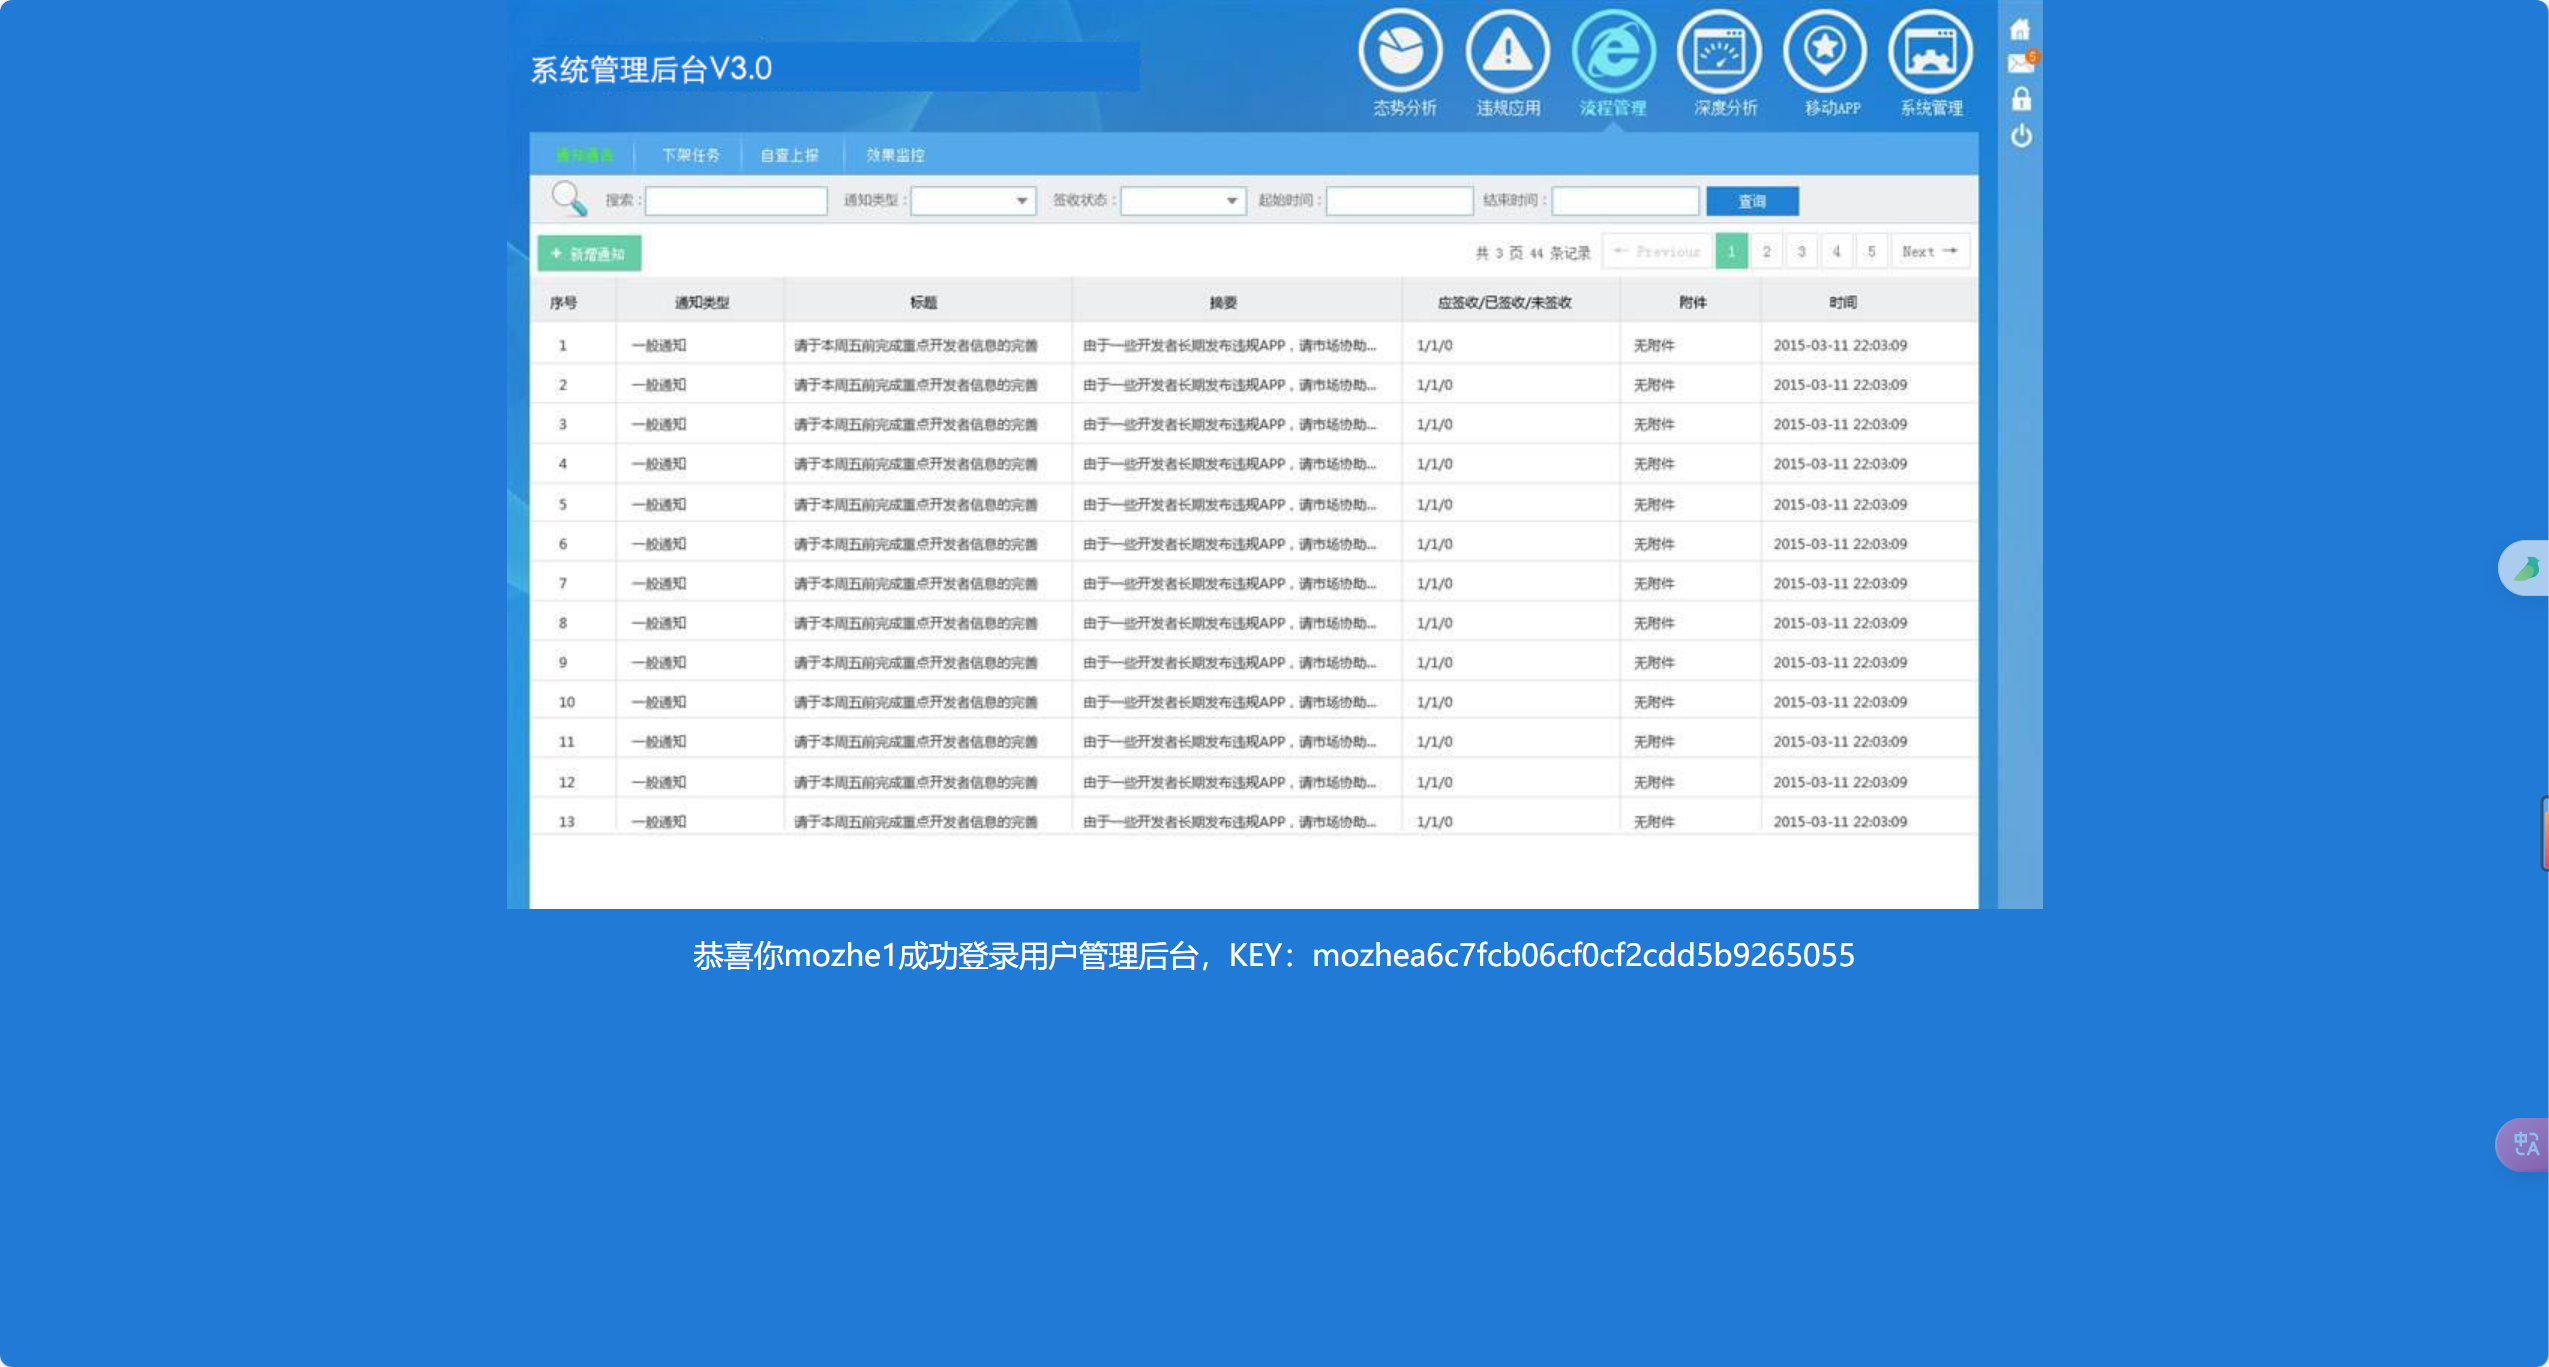 系统管理后台V3.0
态势分析 违规应用 流程管理 深度分析 移动APP 系统管理
5
通知通告 下架任务 自查上报 效果监控
搜索： 通知类型： 签收状态： 起始时间： 结束时间： 查询
+ 新增通知 共 3 页 44 条记录 ← Previous 1 2 3 4 5 Next →
序号 通知类型 标题 摘要 应签收/已签收/未签收 附件 时间
1 一般通知 请于本周五前完成重点开发者信息的完善 由于一些开发者长期发布违规APP，请市场协助... 1/1/0 无附件 2015-03-11 22:03:09
2 一般通知 请于本周五前完成重点开发者信息的完善 由于一些开发者长期发布违规APP，请市场协助... 1/1/0 无附件 2015-03-11 22:03:09
3 一般通知 请于本周五前完成重点开发者信息的完善 由于一些开发者长期发布违规APP，请市场协助... 1/1/0 无附件 2015-03-11 22:03:09
4 一般通知 请于本周五前完成重点开发者信息的完善 由于一些开发者长期发布违规APP，请市场协助... 1/1/0 无附件 2015-03-11 22:03:09
5 一般通知 请于本周五前完成重点开发者信息的完善 由于一些开发者长期发布违规APP，请市场协助... 1/1/0 无附件 2015-03-11 22:03:09
6 一般通知 请于本周五前完成重点开发者信息的完善 由于一些开发者长期发布违规APP，请市场协助... 1/1/0 无附件 2015-03-11 22:03:09
7 一般通知 请于本周五前完成重点开发者信息的完善 由于一些开发者长期发布违规APP，请市场协助... 1/1/0 无附件 2015-03-11 22:03:09
8 一般通知 请于本周五前完成重点开发者信息的完善 由于一些开发者长期发布违规APP，请市场协助... 1/1/0 无附件 2015-03-11 22:03:09
9 一般通知 请于本周五前完成重点开发者信息的完善 由于一些开发者长期发布违规APP，请市场协助... 1/1/0 无附件 2015-03-11 22:03:09
10 一般通知 请于本周五前完成重点开发者信息的完善 由于一些开发者长期发布违规APP，请市场协助... 1/1/0 无附件 2015-03-11 22:03:09
11 一般通知 请于本周五前完成重点开发者信息的完善 由于一些开发者长期发布违规APP，请市场协助... 1/1/0 无附件 2015-03-11 22:03:09
12 一般通知 请于本周五前完成重点开发者信息的完善 由于一些开发者长期发布违规APP，请市场协助... 1/1/0 无附件 2015-03-11 22:03:09
13 一般通知 请于本周五前完成重点开发者信息的完善 由于一些开发者长期发布违规APP，请市场协助... 1/1/0 无附件 2015-03-11 22:03:09
恭喜你mozhe1成功登录用户管理后台，KEY：mozhea6c7fcb06cf0cf2cdd5b9265055
中A